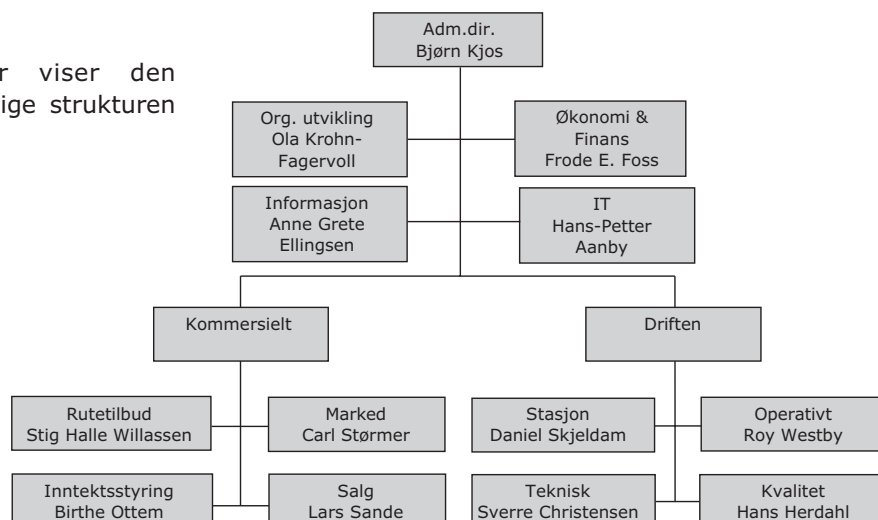 r viser den
ige strukturen
Adm.dir.
Bjørn Kjos
Org. utvikling
Ola Krohn-
Fagervoll
Økonomi &
Finans
Frode E. Foss
Informasjon
Anne Grete
Ellingsen
IT
Hans-Petter
Aanby
Kommersielt
Driften
Rutetilbud
Stig Halle Willassen
Marked
Carl Størmer
Stasjon
Daniel Skjeldam
Operativt
Roy Westby
Inntektsstyring
Birthe Ottem
Salg
Lars Sande
Teknisk
Sverre Christensen
Kvalitet
Hans Herdahl